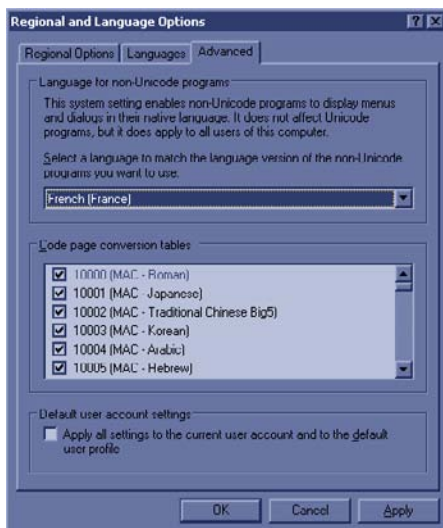 Regional and Language Options
Regional Options
Languages
Advanced
Language for non-Unicode programs
This system setting enables non-Unicode programs to display menus
and dialogs in their native language. It does not affect Unicode
programs, but it does apply to all users of this computer.
Select a language to match the language version of the non-Unicode
programs you want to use:
French (France)
Code page conversion tables
10000 (MAC - Roman)
10001 (MAC - Japanese)
10002 (MAC - Traditional Chinese Big5)
10003 (MAC - Korean)
10004 (MAC - Arabic)
10005 (MAC - Hebrew)
Default user account settings
Apply all settings to the current user account and to the default
user profile
OK
Cancel
Apply